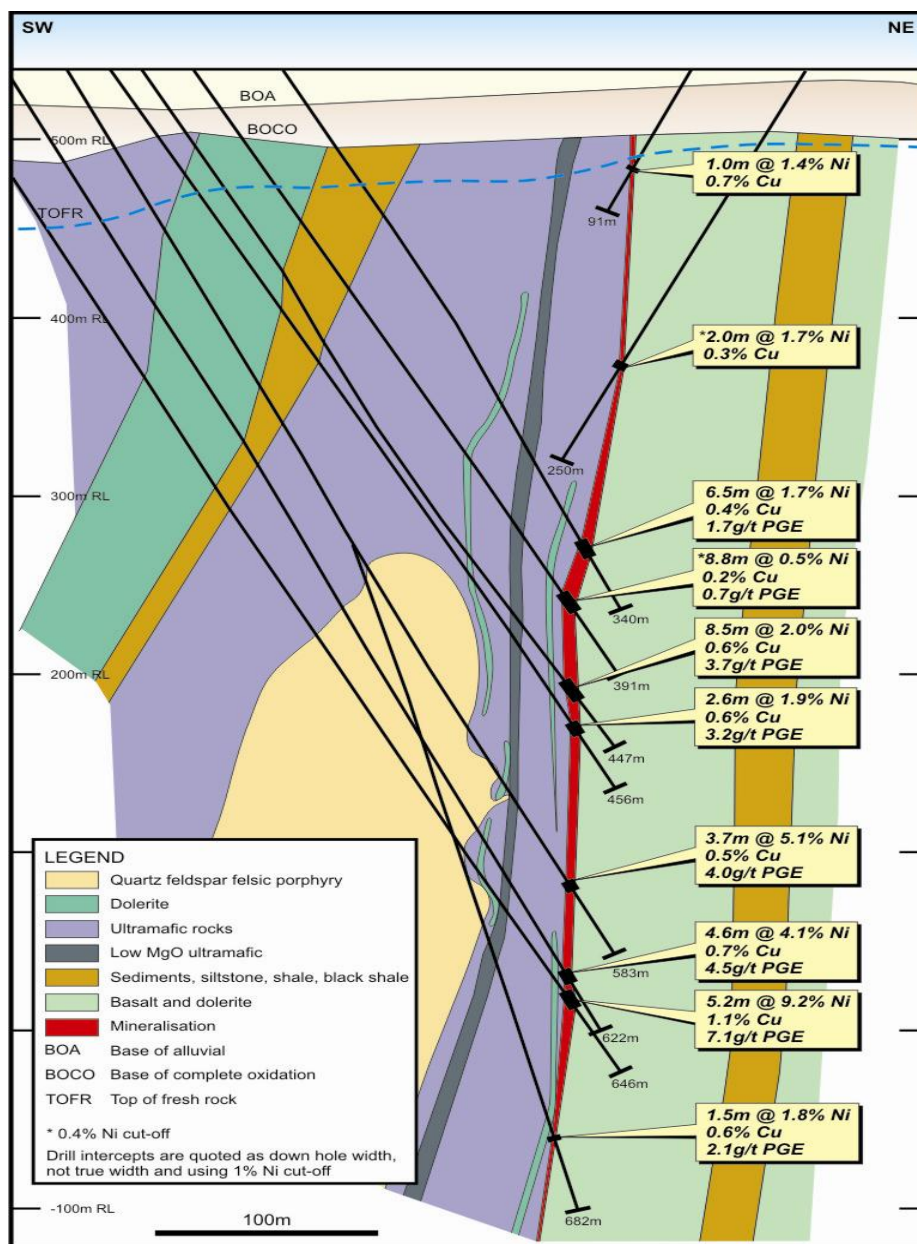 SW
NE
BOA
BOCO
500m RL
TOFR
1.0m @ 1.4% Ni
0.7% Cu
91m
400m RL
*2.0m @ 1.7% Ni
0.3% Cu
250m
300m RL
6.5m @ 1.7% Ni
0.4% Cu
1.7g/t PGE
*8.8m @ 0.5% Ni
0.2% Cu
0.7g/t PGE
340m
8.5m @ 2.0% Ni
0.6% Cu
3.7g/t PGE
200m RL
391m
2.6m @ 1.9% Ni
0.6% Cu
3.2g/t PGE
447m
456m
3.7m @ 5.1% Ni
0.5% Cu
4.0g/t PGE
583m
4.6m @ 4.1% Ni
0.7% Cu
4.5g/t PGE
5.2m @ 9.2% Ni
1.1% Cu
7.1g/t PGE
622m
646m
1.5m @ 1.8% Ni
0.6% Cu
2.1g/t PGE
682m
LEGEND
Quartz feldspar felsic porphyry
Dolerite
Ultramafic rocks
Low MgO ultramafic
Sediments, siltstone, shale, black shale
Basalt and dolerite
Mineralisation
BOA Base of alluvial
BOCO Base of complete oxidation
TOFR Top of fresh rock
* 0.4% Ni cut-off
Drill intercepts are quoted as down hole width,
not true width and using 1% Ni cut-off
-100m RL
100m